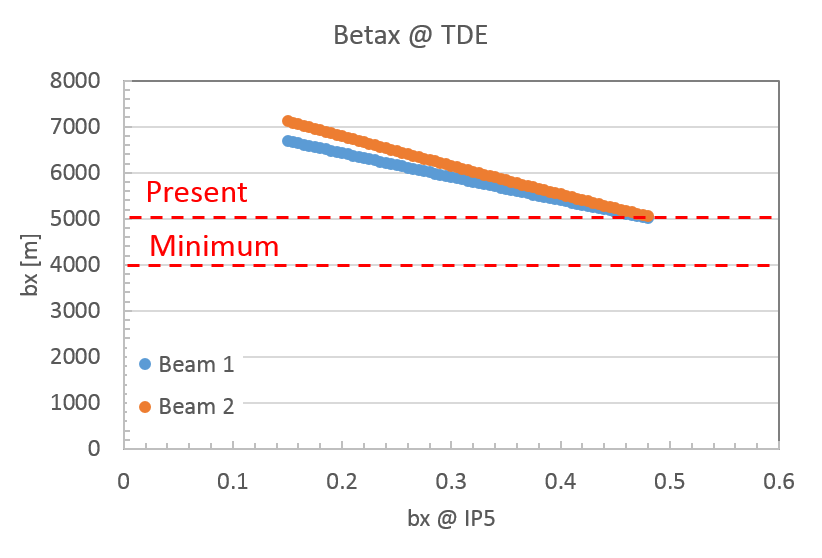 Betax @ TDE
8000
7000
6000
5000
4000
3000
2000
1000
0
bx [m]
Present
Minimum
Beam 1
Beam 2
0 0.1 0.2 0.3 0.4 0.5 0.6
bx @ IP5